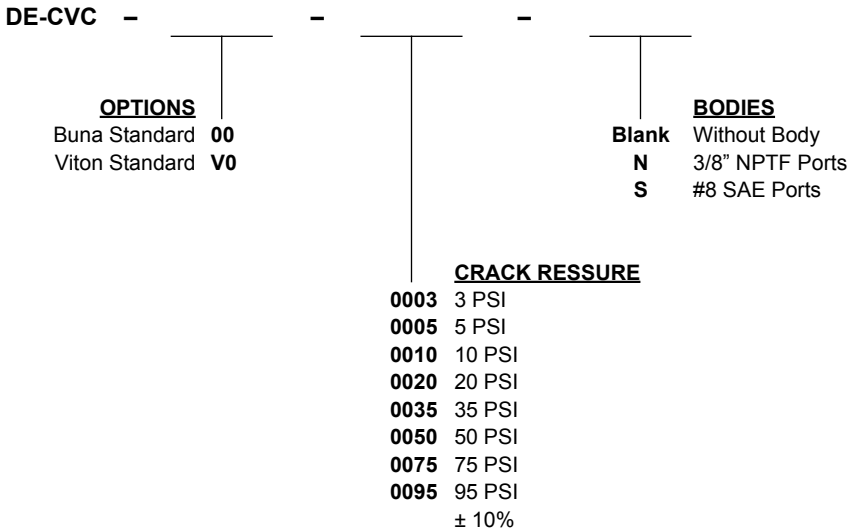 DE-CVC – – –
OPTIONS
Buna Standard 00
Viton Standard V0
BODIES
Blank Without Body
N 3/8” NPTF Ports
S #8 SAE Ports
CRACK RESSURE
0003 3 PSI
0005 5 PSI
0010 10 PSI
0020 20 PSI
0035 35 PSI
0050 50 PSI
0075 75 PSI
0095 95 PSI
± 10%